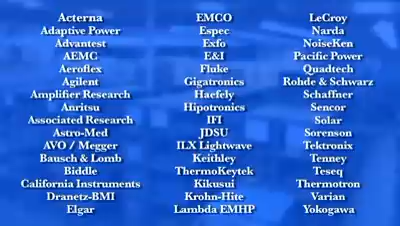 Acterna
Adaptive Power
Advantest
AEMC
Aeroflex
Agilent
Amplifier Research
Anritsu
Associated Research
Astro-Med
AVO / Megger
Bausch & Lomb
Biddle
California Instruments
Dranetz-BMI
Elgar
EMCO
Espec
Exfo
E&I
Fluke
Gigatronics
Haefely
Hipotronics
IFI
JDSU
ILX Lightwave
Keithley
ThermoKeytek
Kikusui
Krohn-Hite
Lambda EMHP
LeCroy
Narda
NoiseKen
Pacific Power
Quadtech
Rohde & Schwarz
Schaffner
Sencor
Solar
Sorenson
Tektronix
Tenney
Teseq
Thermotron
Varian
Yokogawa